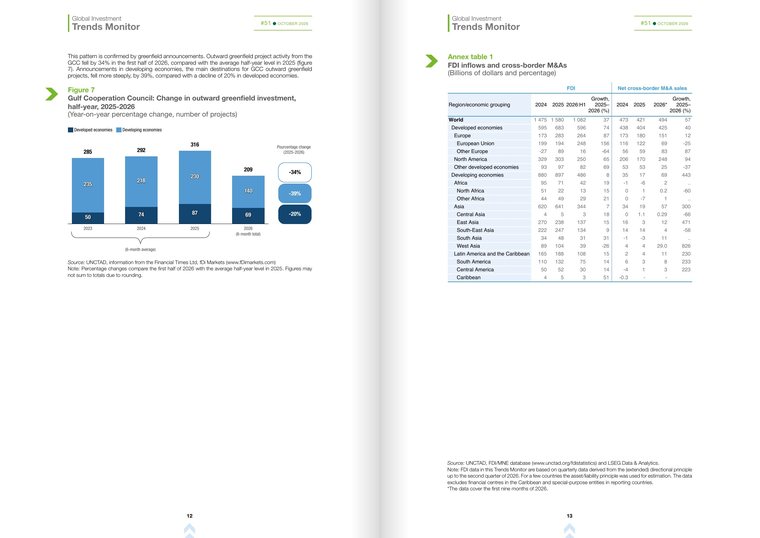 Global Investment
Trends Monitor
#51 ● OCTOBER 2026
This pattern is confirmed by greenfield announcements. Outward greenfield project activity from the
GCC fell by 34% in the first half of 2026, compared with the average half-year level in 2025 (figure
7). Announcements in developing economies, the main destinations for GCC outward greenfield
projects, fell more steeply, by 39%, compared with a decline of 20% in developed economies.
Figure 7
Gulf Cooperation Council: Change in outward greenfield investment,
half-year, 2025-2026
(Year-on-year percentage change, number of projects)
Developed economies Developing economies
Percentage change
(2025-2026)
285 292 316 209
235 218 230 140
50 74 87 69
-34%
-39%
-20%
2023 2024 2025 2026
(6-month total)
(6-month average)
Source: UNCTAD, information from the Financial Times Ltd, fDi Markets (www.fDimarkets.com)
Note: Percentage changes compare the first half of 2026 with the average half-year level in 2025. Figures may
not sum to totals due to rounding.
12
Global Investment
Trends Monitor
#51 ● OCTOBER 2026
Annex table 1
FDI inflows and cross-border M&As
(Billions of dollars and percentage)
FDI Net cross-border M&A sales
Region/economic grouping 2024 2025 2026 H1 Growth, 2025–2026 (%) 2024 2025 2026* Growth, 2025–2026 (%)
World 1 475 1 580 1 082 37 473 421 494 57
Developed economies 595 683 596 74 438 404 425 40
Europe 173 283 264 87 173 180 151 12
European Union 199 194 248 156 116 122 69 -25
Other Europe -27 89 16 -64 56 59 83 87
North America 329 303 250 65 206 170 248 94
Other developed economies 93 97 82 69 53 53 25 -37
Developing economies 880 897 486 8 35 17 69 443
Africa 95 71 42 19 -1 -6 2 ..
North Africa 51 22 13 15 0 1 0.2 -60
Other Africa 44 49 29 21 0 -7 1 ..
Asia 620 641 344 7 34 19 57 300
Central Asia 4 5 3 18 0 1.1 0.29 -66
East Asia 270 238 137 15 16 3 12 471
South-East Asia 222 247 134 9 14 14 4 -56
South Asia 34 48 31 31 -1 -3 11 ..
West Asia 89 104 39 -26 4 4 29.0 826
Latin America and the Caribbean 165 188 108 15 2 4 11 230
South America 110 132 75 14 6 3 8 233
Central America 50 52 30 14 -4 1 3 223
Caribbean 4 5 3 51 -0.3 - -
Source: UNCTAD, FDI/MNE database (www.unctad.org/fdistatistics) and LSEG Data & Analytics.
Note: FDI data in this Trends Monitor are based on quarterly data derived from the (extended) directional principle
up to the second quarter of 2026. For a few countries the asset/liability principle was used for estimation. The data
excludes financial centres in the Caribbean and special-purpose entities in reporting countries.
*The data cover the first nine months of 2026.
13